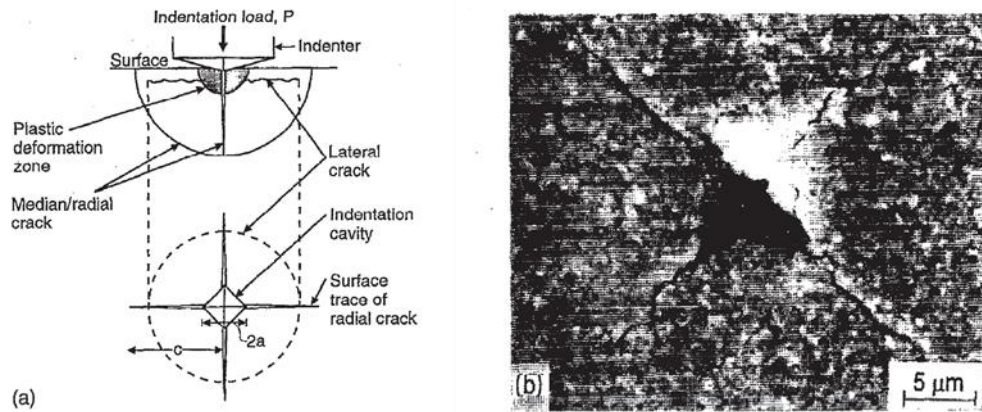 Indentation load, P
Indenter
Surface
Plastic
deformation
zone
Lateral
crack
Median/radial
crack
Indentation
cavity
Surface
trace of
radial crack
2a
c
(a)
(b)
5 μm